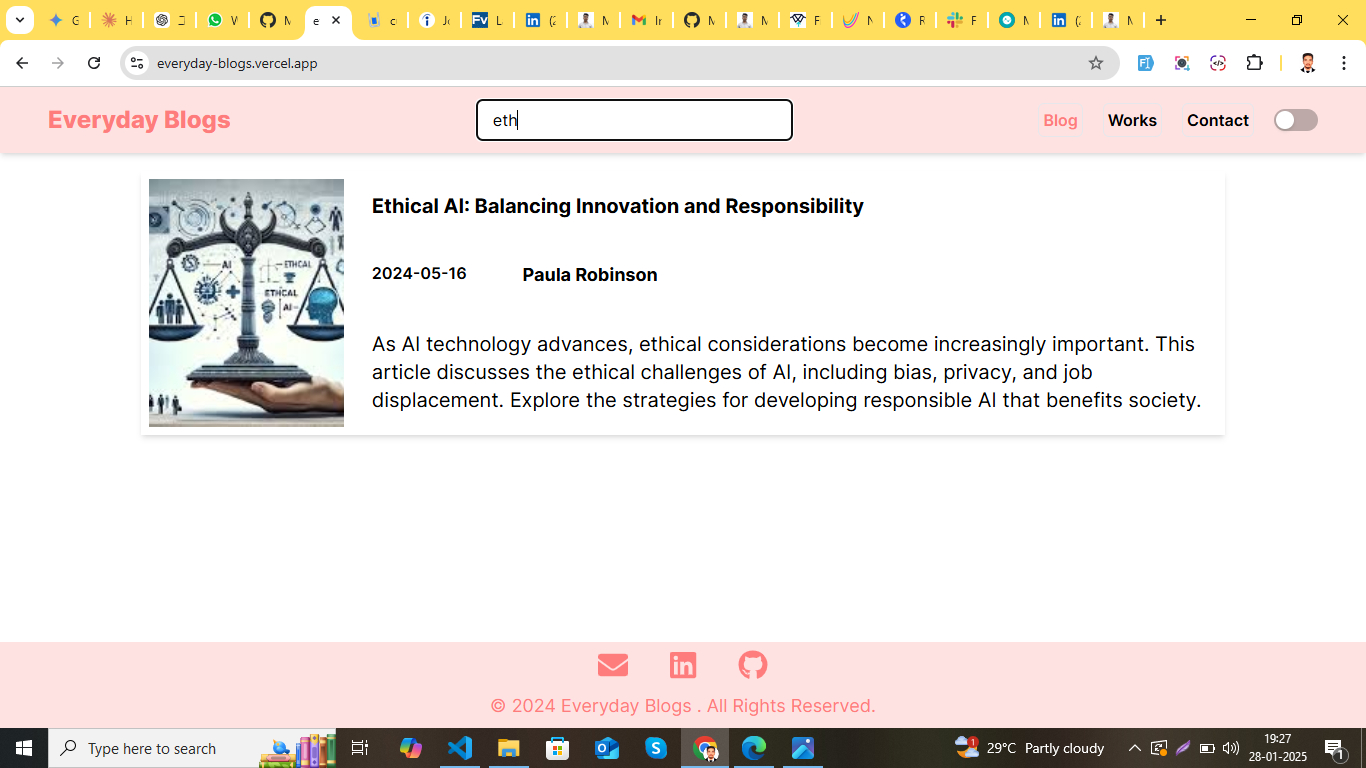 everyday-blogs.vercel.app
Everyday Blogs
eth
Blog
Works
Contact
Ethical AI: Balancing Innovation and Responsibility
2024-05-16
Paula Robinson
As AI technology advances, ethical considerations become increasingly important. This
article discusses the ethical challenges of AI, including bias, privacy, and job
displacement. Explore the strategies for developing responsible AI that benefits society.
AI
ETHICAL
ETHICAL
AI
© 2024 Everyday Blogs . All Rights Reserved.
Type here to search
29°C Partly cloudy
19:27
28-01-2025
1